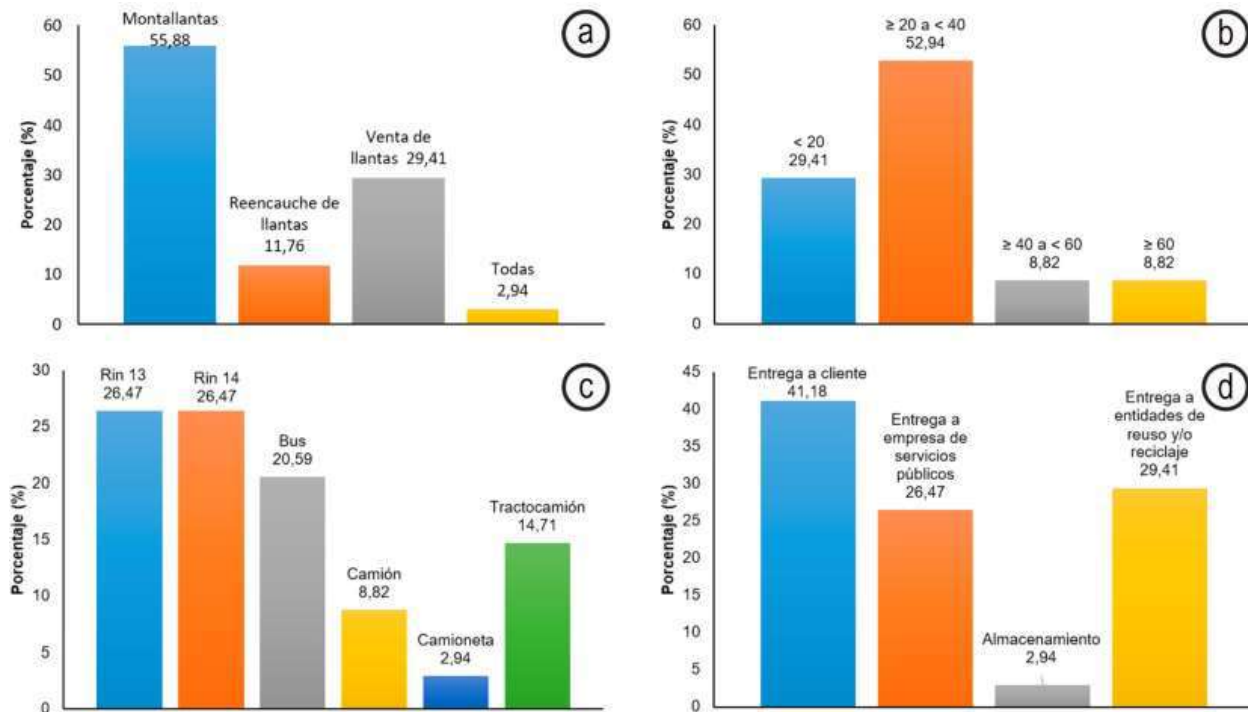 a
Porcentaje (%)
60
50
40
30
20
10
0
Montallantas
55,88
Reencauche de
llantas
11,76
Venta de
llantas 29,41
Todas
2,94
b
Porcentaje (%)
60
50
40
30
20
10
0
< 20
29,41
≥ 20 a < 40
52,94
≥ 40 a < 60
8,82
≥ 60
8,82
c
Porcentaje (%)
30
25
20
15
10
5
0
Rin 13
26,47
Rin 14
26,47
Bus
20,59
Camión
8,82
Camioneta
2,94
Tractocamión
14,71
d
Porcentaje (%)
45
40
35
30
25
20
15
10
5
0
Entrega a cliente
41,18
Entrega a
empresa de
servicios
públicos
26,47
Almacenamiento
2,94
Entrega a
entidades de
reuso y/o
reciclaje
29,41